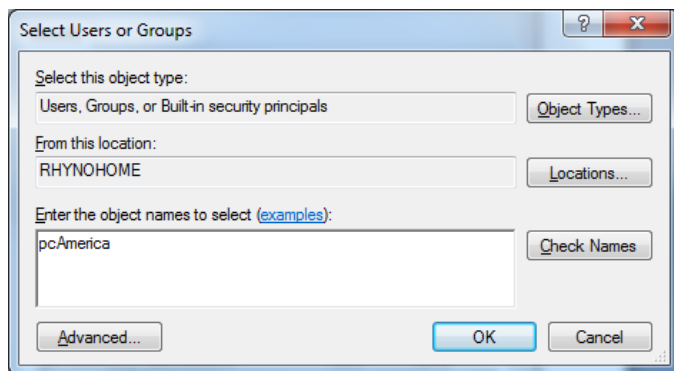 Select Users or Groups
Select this object type:
Users, Groups, or Built-in security principals
Object Types...
From this location:
RHYNOHOME
Locations...
Enter the object names to select (examples):
pcAmerica
Check Names
Advanced...
OK
Cancel